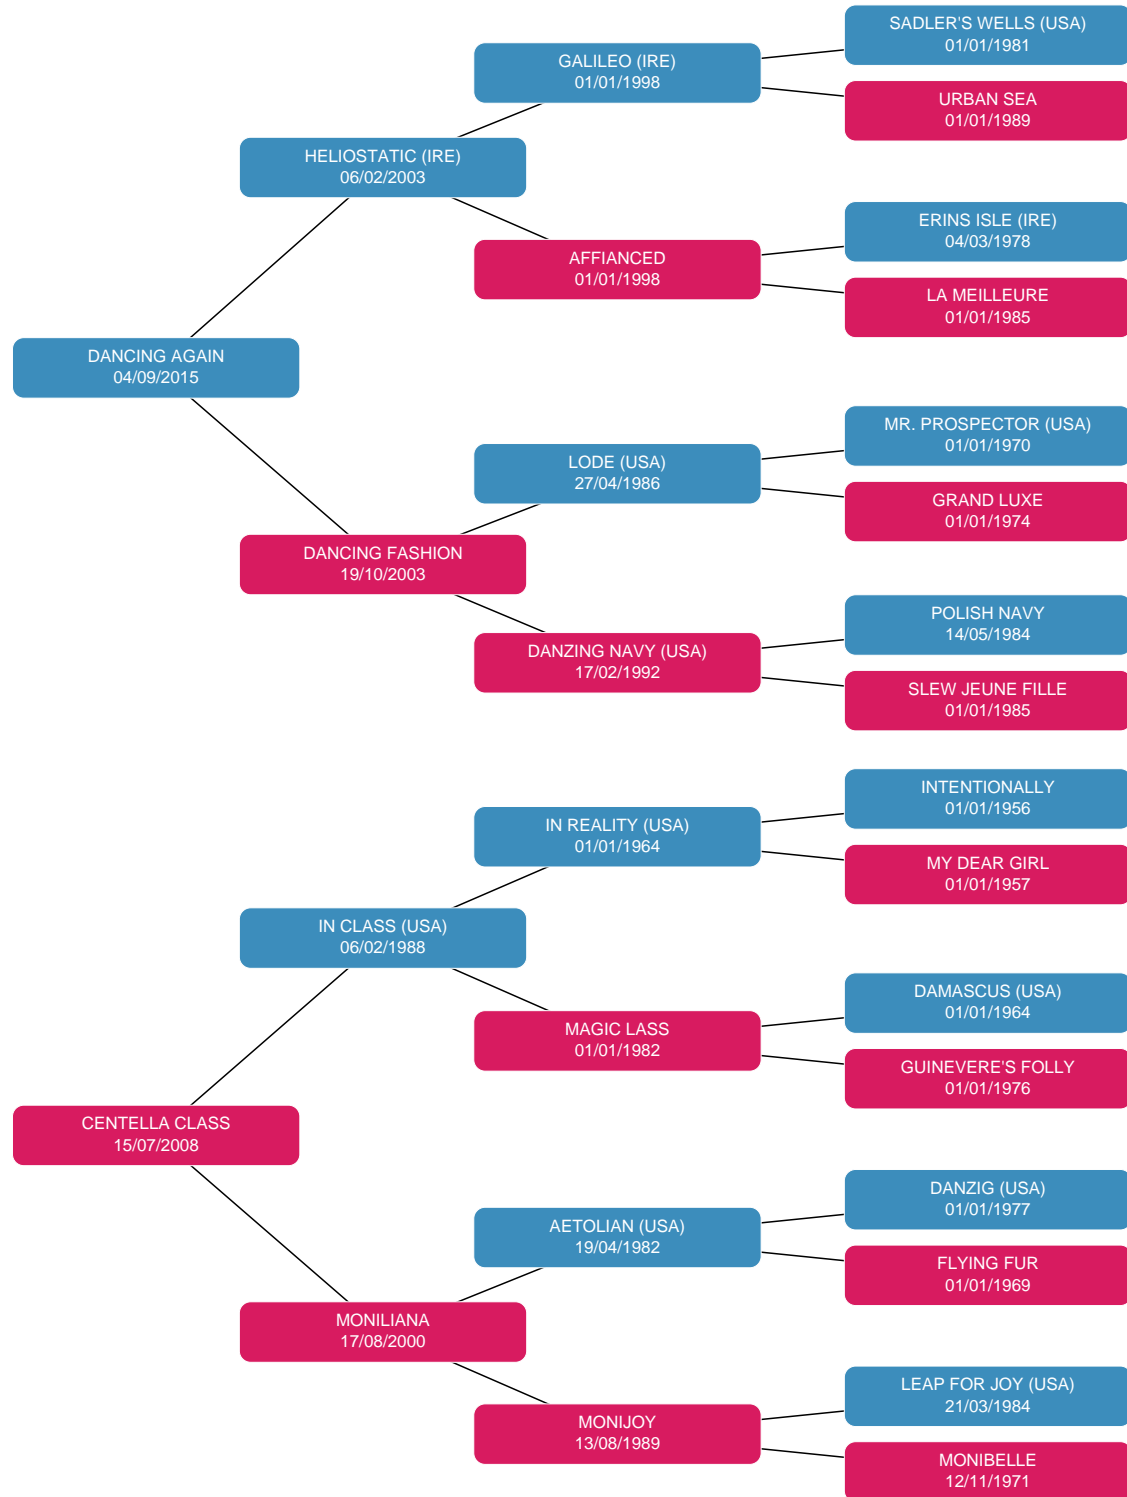 SADLER'S WELLS (USA)
01/01/1981
GALILEO (IRE)
01/01/1998
URBAN SEA
01/01/1989
HELIOSTATIC (IRE)
06/02/2003
ERINS ISLE (IRE)
04/03/1978
AFFIANCED
01/01/1998
LA MEILLEURE
01/01/1985
DANCING AGAIN
04/09/2015
MR. PROSPECTOR (USA)
01/01/1970
LODE (USA)
27/04/1986
GRAND LUXE
01/01/1974
DANCING FASHION
19/10/2003
POLISH NAVY
14/05/1984
DANZING NAVY (USA)
17/02/1992
SLEW JEUNE FILLE
01/01/1985
INTENTIONALLY
01/01/1956
IN REALITY (USA)
01/01/1964
MY DEAR GIRL
01/01/1957
IN CLASS (USA)
06/02/1988
DAMASCUS (USA)
01/01/1964
MAGIC LASS
01/01/1982
GUINEVERE'S FOLLY
01/01/1976
CENTELLA CLASS
15/07/2008
DANZIG (USA)
01/01/1977
AETOLIAN (USA)
19/04/1982
FLYING FUR
01/01/1969
MONILIANA
17/08/2000
LEAP FOR JOY (USA)
21/03/1984
MONIJOY
13/08/1989
MONIBELLE
12/11/1971